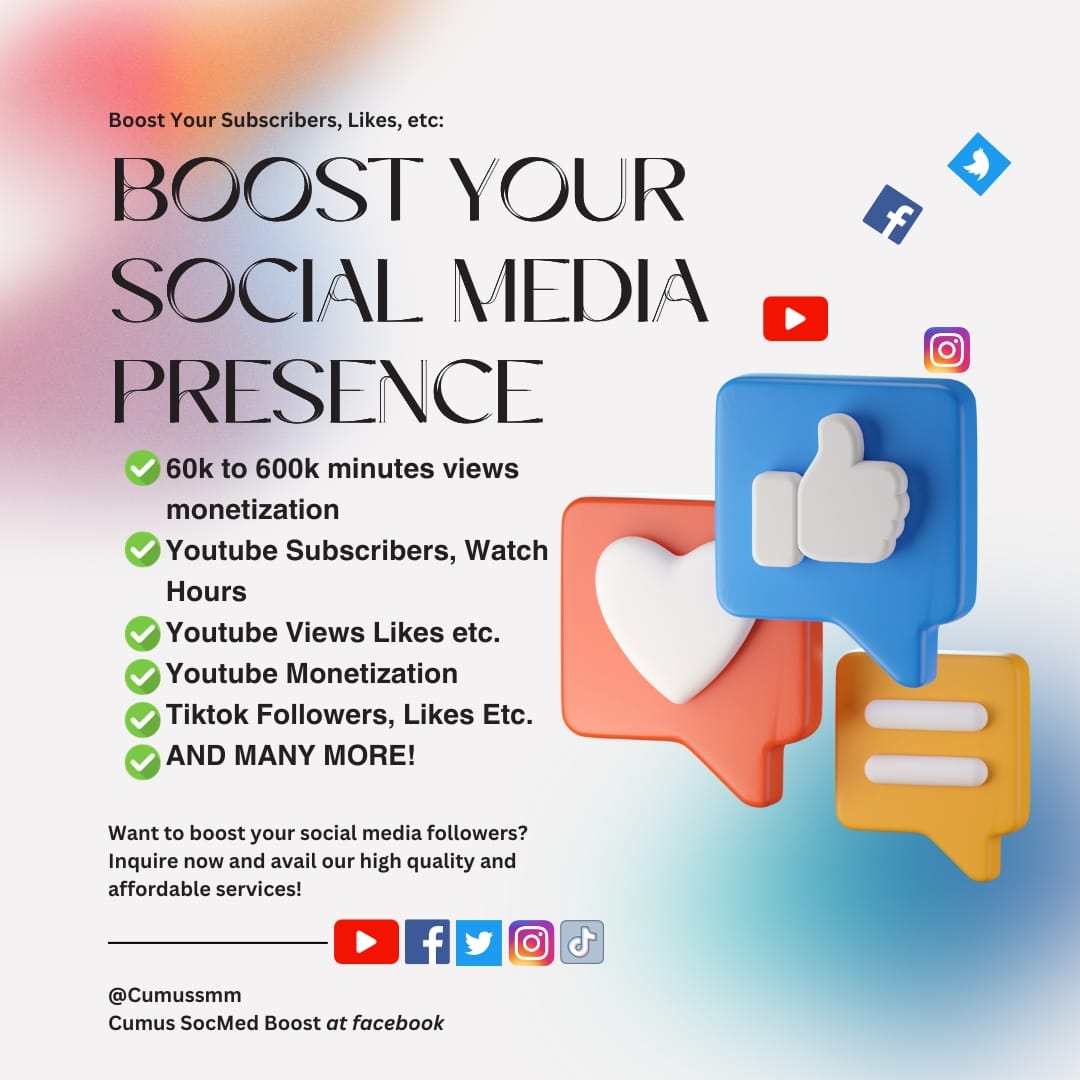 Boost Your Subscribers, Likes, etc:
BOOST YOUR
SOCIAL MEDIA
PRESENCE
60k to 600k minutes views
monetization
Youtube Subscribers, Watch
Hours
Youtube Views Likes etc.
Youtube Monetization
Tiktok Followers, Likes Etc.
AND MANY MORE!
Want to boost your social media followers?
Inquire now and avail our high quality and
affordable services!
@Cumussmm
Cumus SocMed Boost at facebook